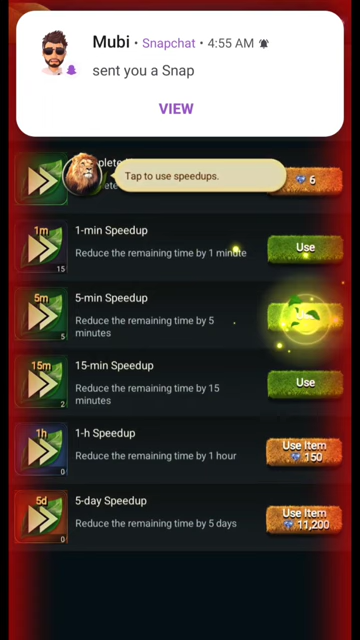 Mubi • Snapchat • 4:55 AM
sent you a Snap
VIEW
Tap to use speedups.
6
1m
1-min Speedup
Reduce the remaining time by 1 minute
15
Use
5m
5-min Speedup
Reduce the remaining time by 5
minutes
5
15m
15-min Speedup
Reduce the remaining time by 15
minutes
2
Use
1h
1-h Speedup
Reduce the remaining time by 1 hour
0
Use Item
150
5d
5-day Speedup
Reduce the remaining time by 5 days
0
Use Item
11,200